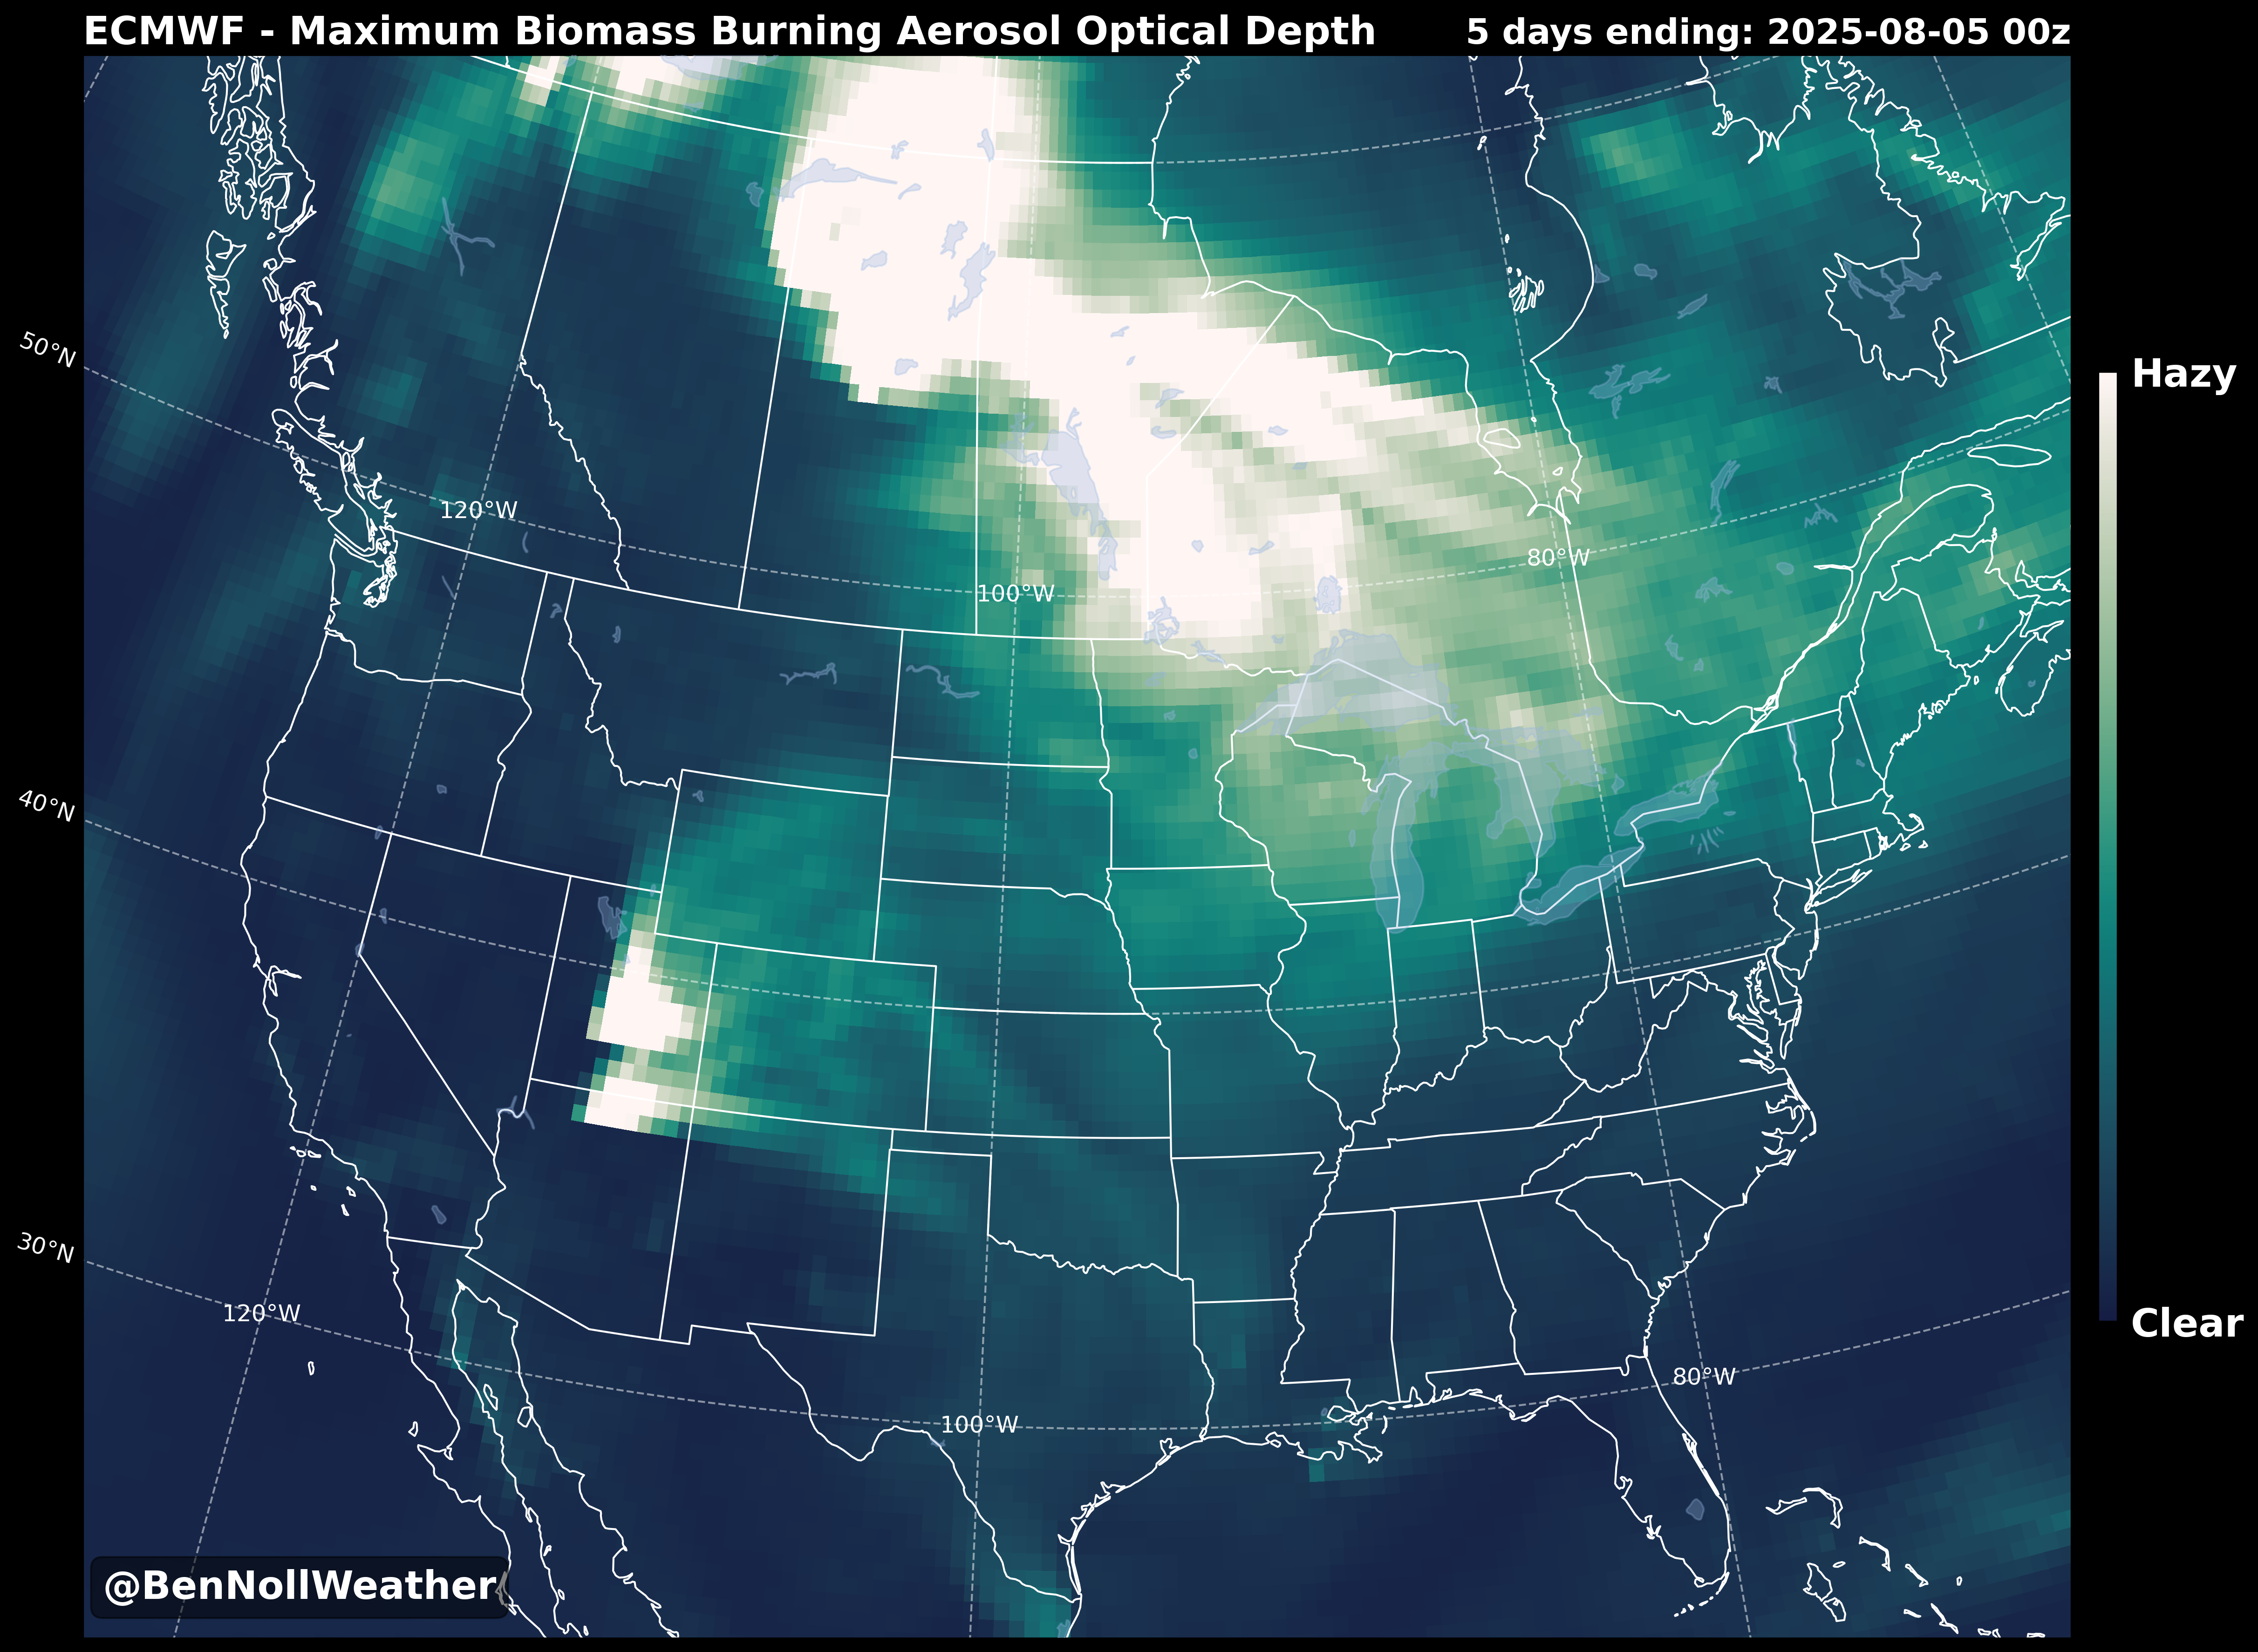 ECMWF - Maximum Biomass Burning Aerosol Optical Depth
5 days ending: 2025-08-05 00z
50°N
Hazy
120°W
80°W
100°W
40°N
30°N
120°W
Clear
80°W
100°W
@BenNollWeather